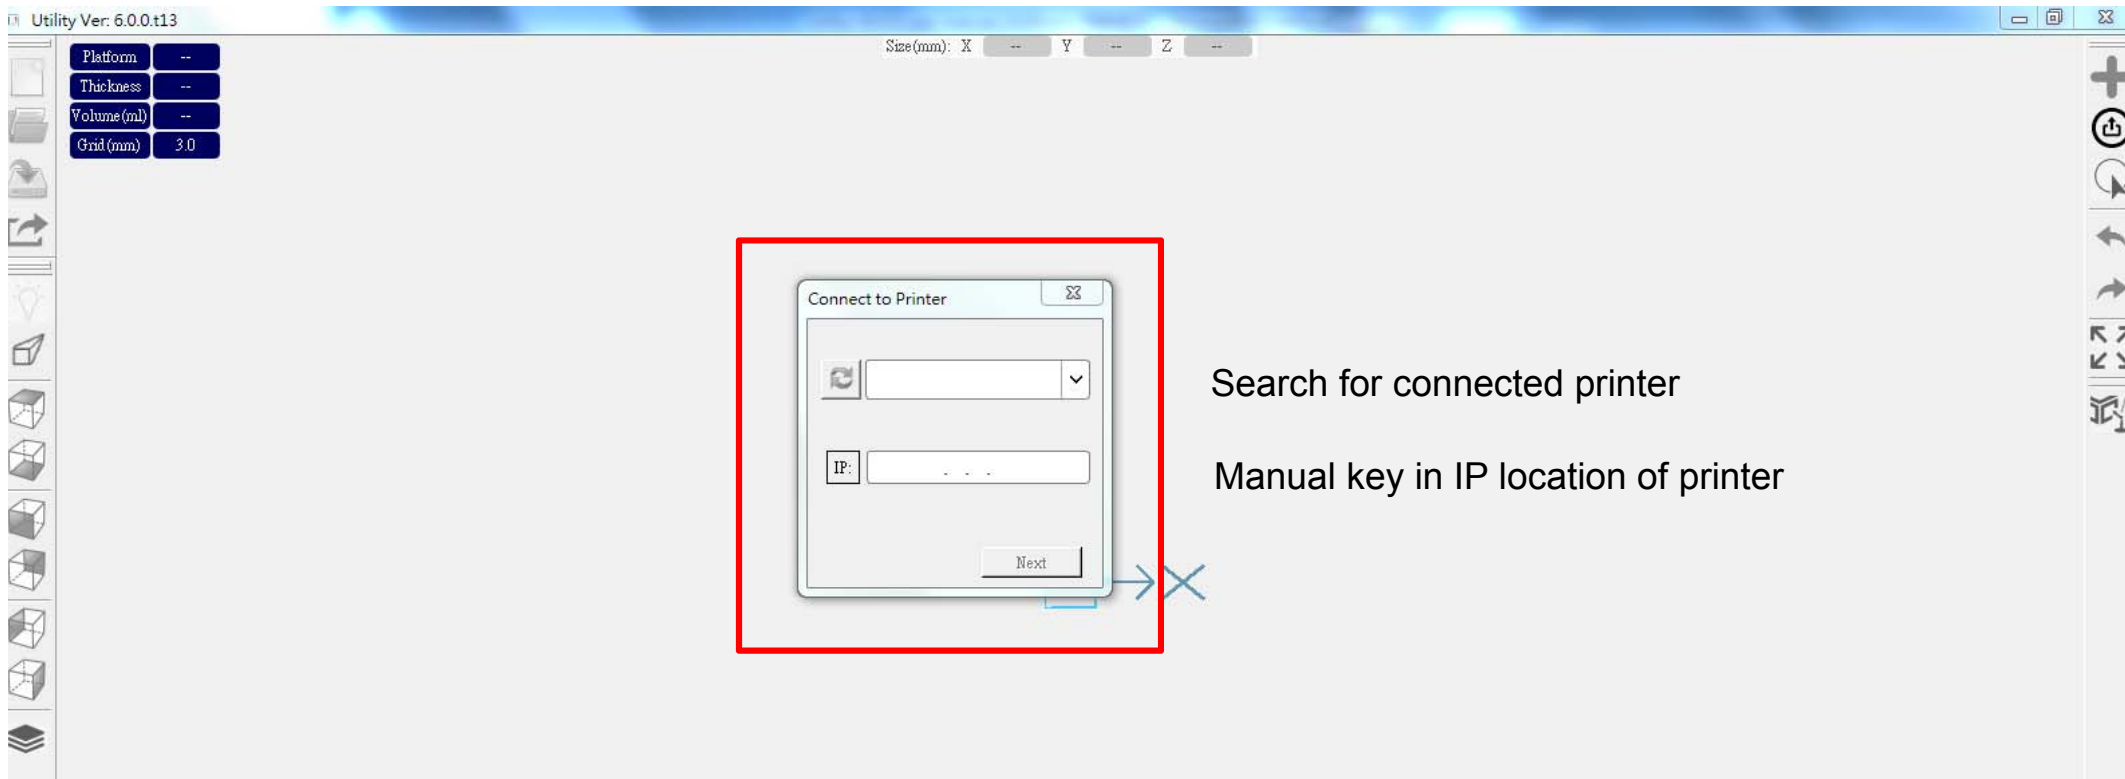 Utility Ver: 6.0.0.t13
Size(mm): X -- Y -- Z --
Platform --
Thickness --
Volume(ml) --
Grid(mm) 3.0
Connect to Printer
Search for connected printer
IP: . . .
Manual key in IP location of printer
Next
X